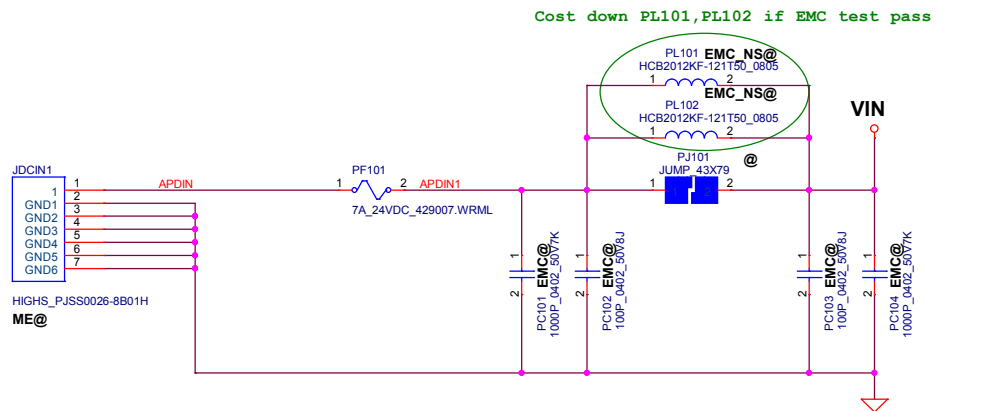 Cost down PL101,PL102 if EMC test pass
PL101 EMC_NS@
HCB2012KF-121T50_0805
1 2
EMC_NS@
PL102
HCB2012KF-121T50_0805
1 2
VIN
PJ101 @
JUMP_43X79
1 2
1 2
JDCIN1
1
GND1
GND2
GND3
GND4
GND5
GND6
1
2
3
4
5
6
7
HIGHS_PJSS0026-8B01H
ME@
APDIN
PF101
1 2
APDIN1
7A_24VDC_429007.WRML
1
2
EMC@
PC101
1000P_0402_50V7K
1
2
EMC@
PC102
100P_0402_50V8J
1
2
EMC@
PC103
100P_0402_50V8J
1
2
EMC@
PC104
1000P_0402_50V7K